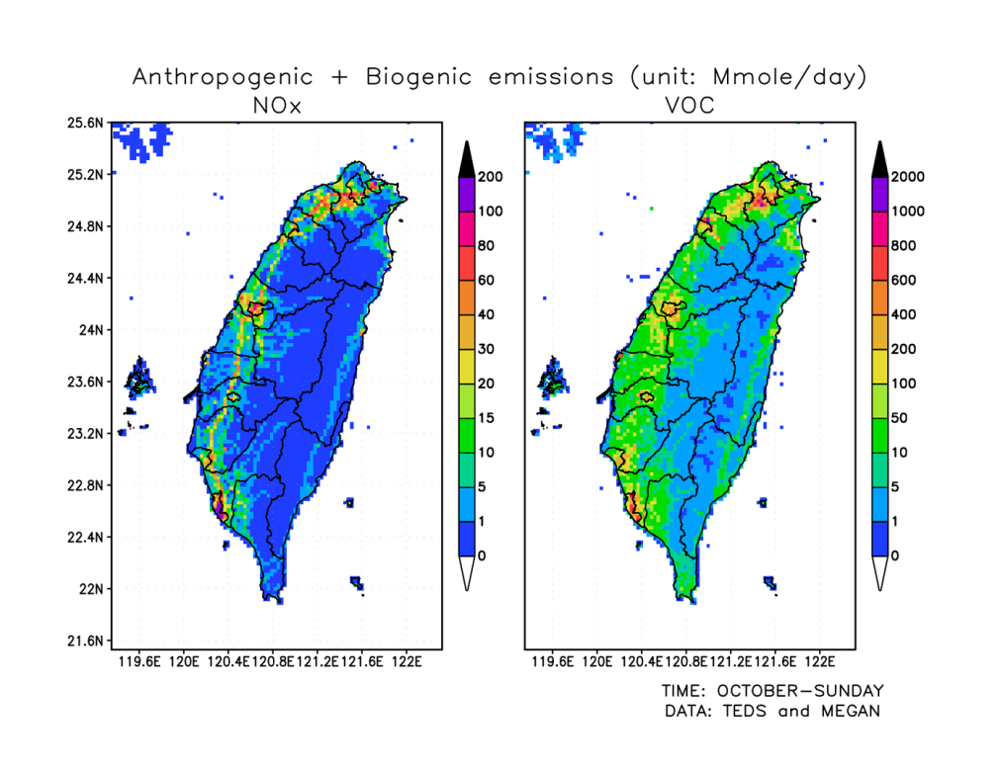 Anthropogenic + Biogenic emissions (unit: Mmole/day)
NOx VOC
25.6N
25.2N
24.8N
24.4N
24N
23.6N
23.2N
22.8N
22.4N
22N
21.6N
119.6E 120E 120.4E 120.8E 121.2E 121.6E 122E
200
100
80
60
40
30
20
15
10
5
1
0
119.6E 120E 120.4E 120.8E 121.2E 121.6E 122E
2000
1000
800
600
400
200
100
50
10
5
1
0
TIME: OCTOBER—SUNDAY
DATA: TEDS and MEGAN